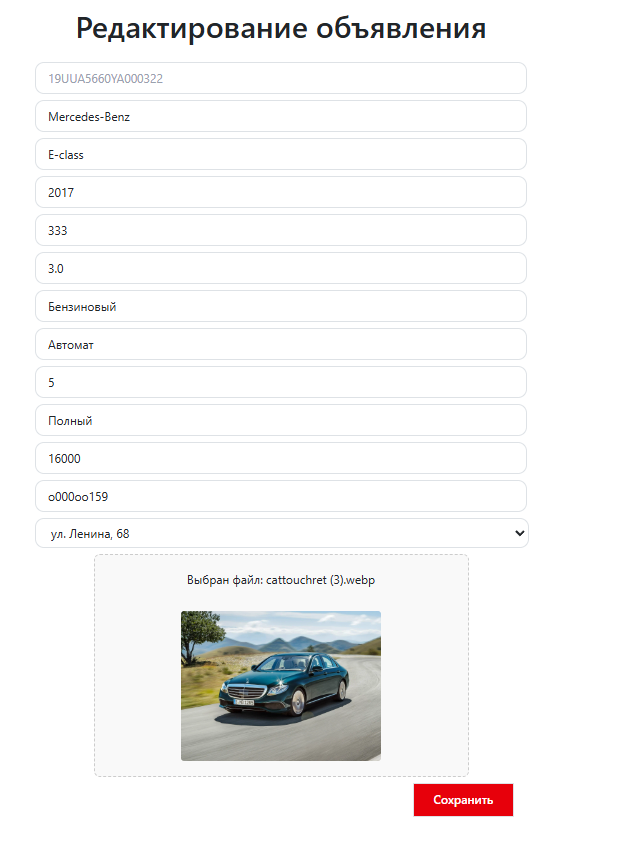 Редактирование объявления
19UUA5660YA000322
Mercedes-Benz
E-class
2017
333
3.0
Бензиновый
Автомат
5
Полный
16000
о000оо159
ул. Ленина, 68
Выбран файл: cattouchret (3).webp
Сохранить